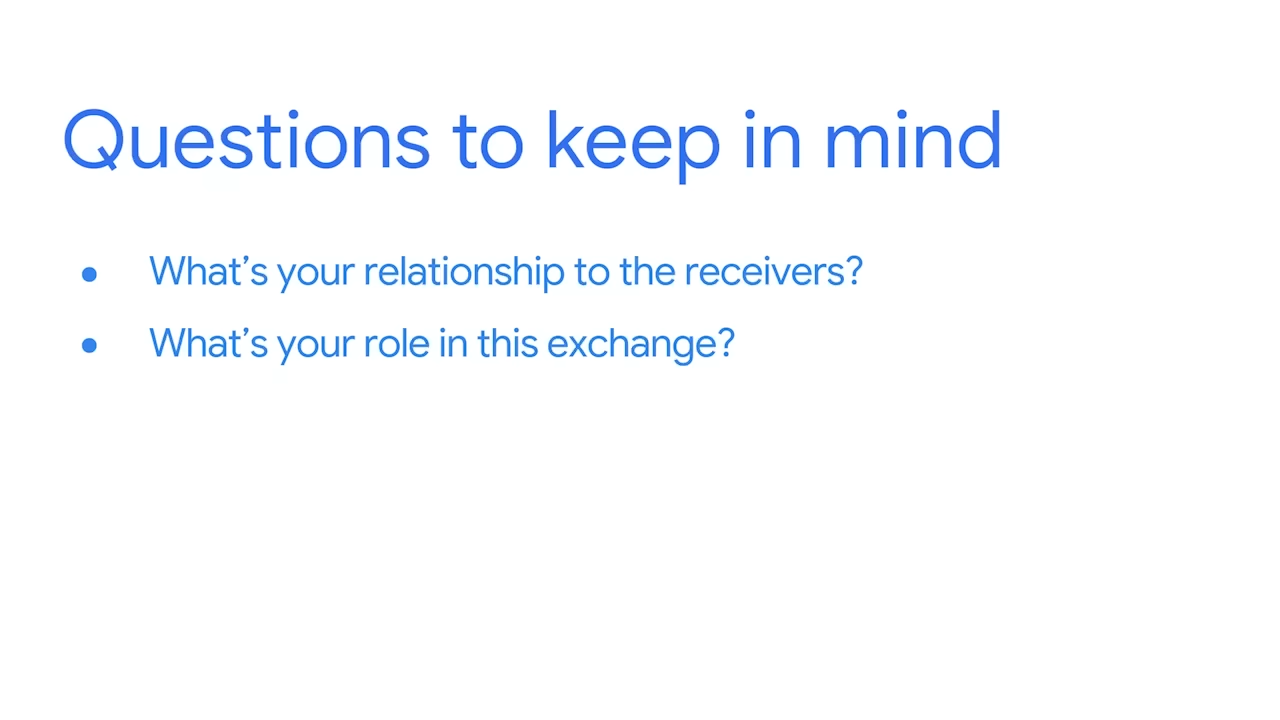 Questions to keep in mind
● What’s your relationship to the receivers?
● What’s your role in this exchange?